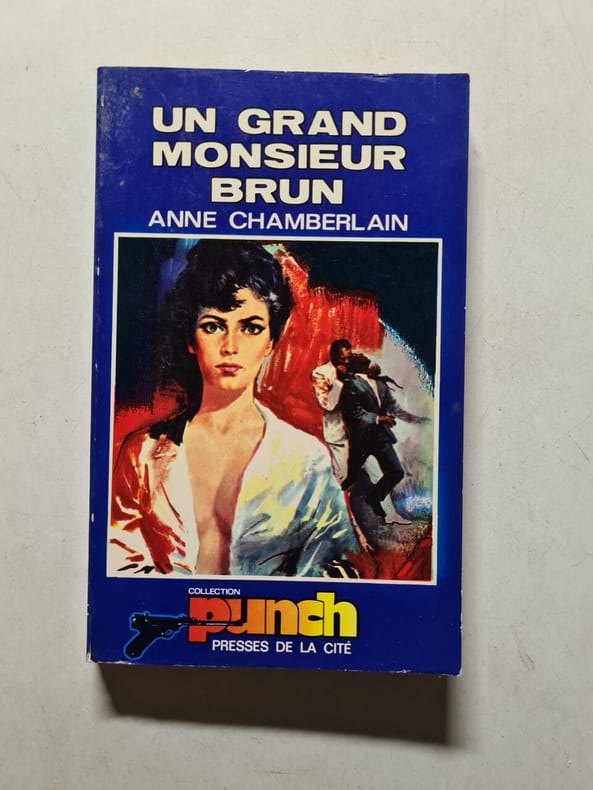 UN GRAND
MONSIEUR
BRUN
ANNE CHAMBERLAIN
COLLECTION
punch
PRESSES DE LA CITÉ